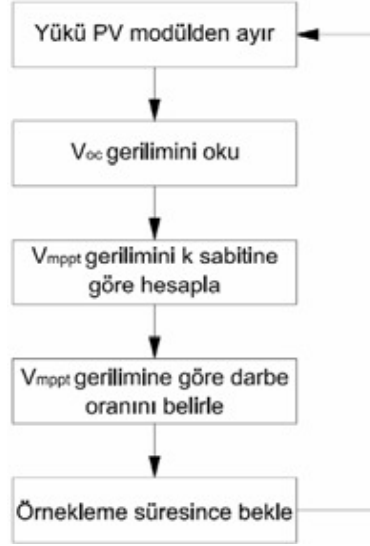 Yükü PV modülden ayır
Voc gerilimini oku
Vmppt gerilimini k sabitine
göre hesapla
Vmppt gerilimine göre darbe
oranını belirle
Örnekleme süresince bekle